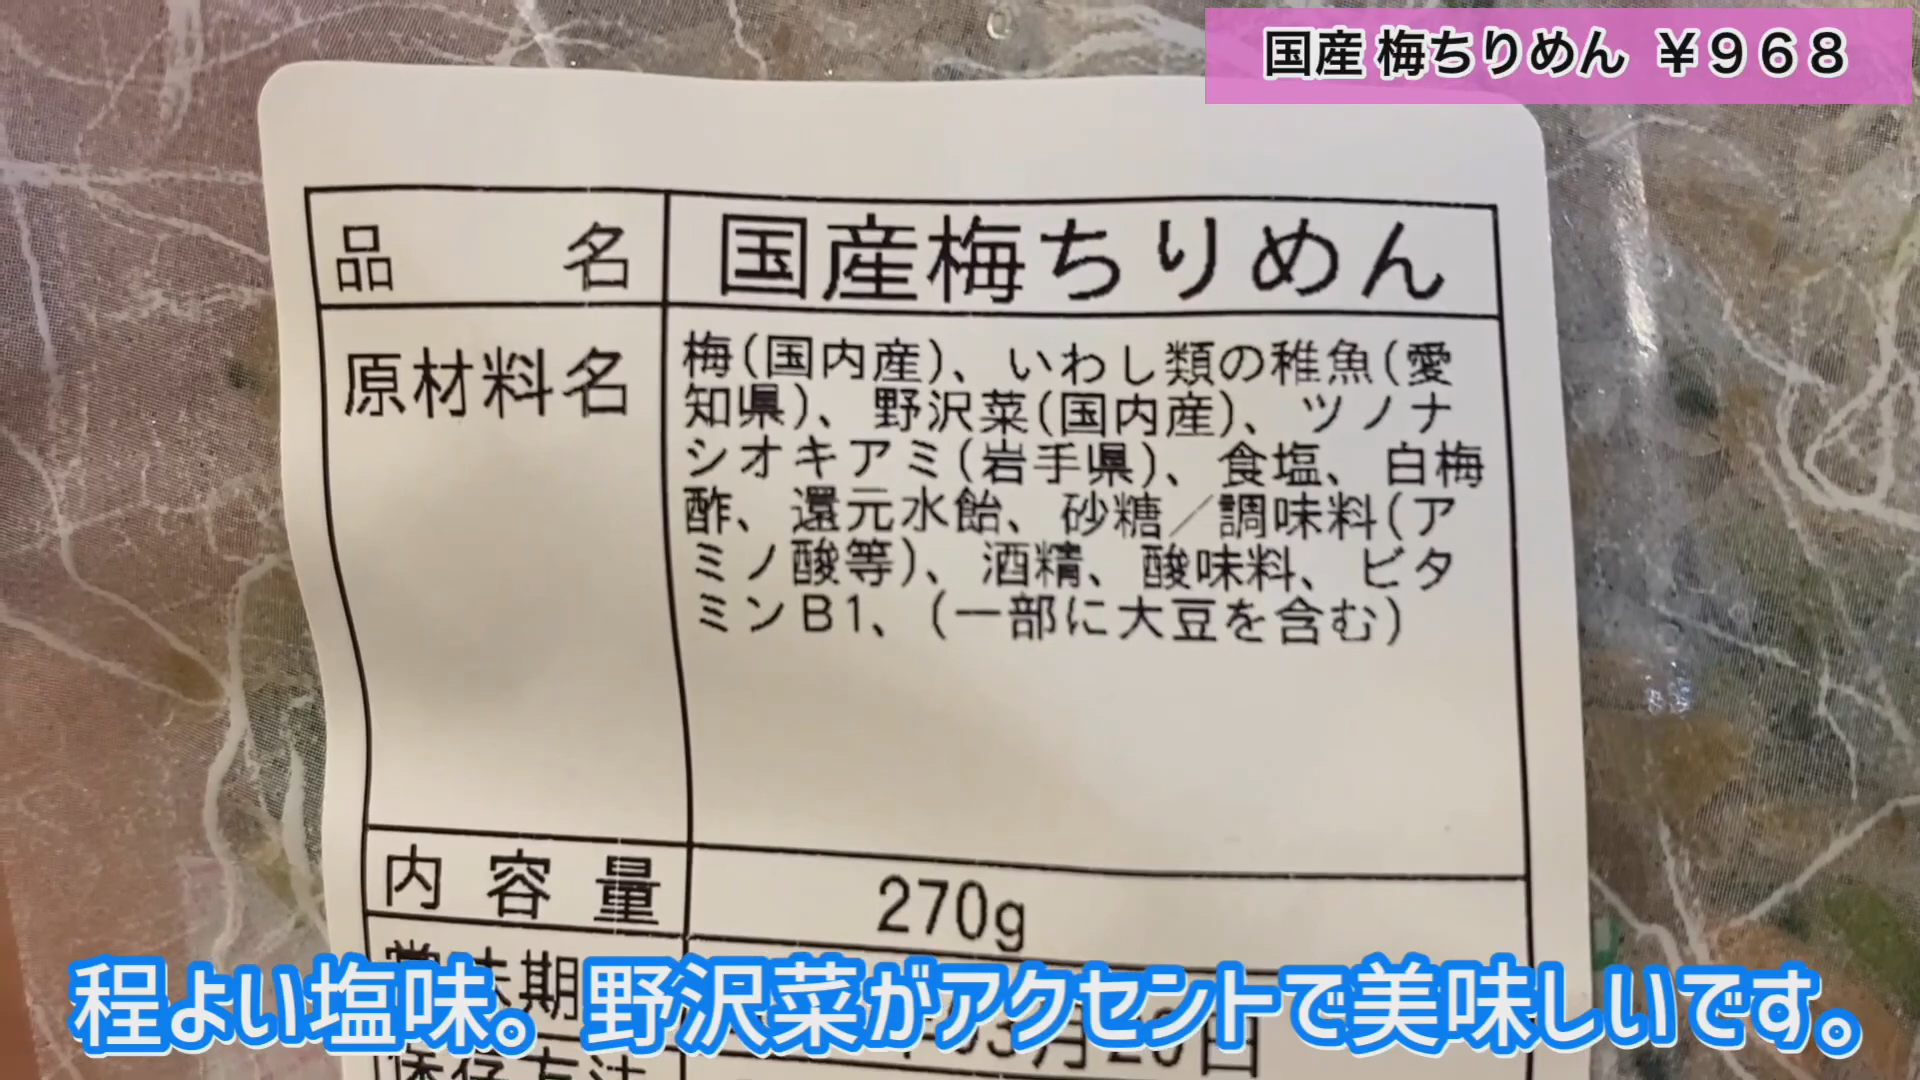 国産 梅ちりめん ￥９６８
品名 国産梅ちりめん
原材料名
梅(国内産)、いわし類の稚魚(愛
知県)、野沢菜(国内産)、ツノナ
シオキアミ(岩手県)、食塩、白梅
酢、還元水飴、砂糖／調味料(ア
ミノ酸等)、酒精、酸味料、ビタ
ミンB1、(一部に大豆を含む)
内容量 270g
程よい塩味。野沢菜がアクセントで美味しいです。